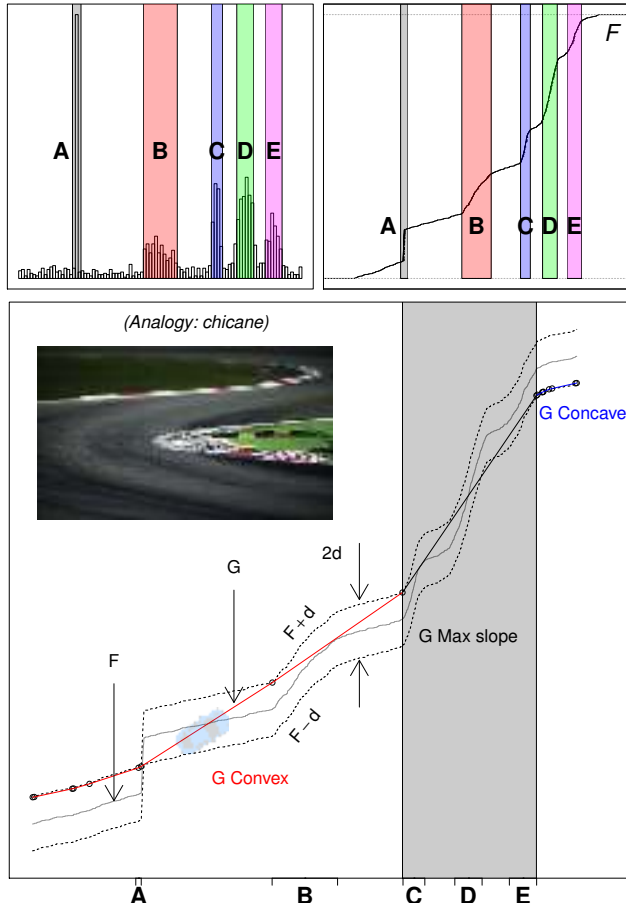 A
B
C
D
E
F
A
B
C
D
E
(Analogy: chicane)
G Concave
2d
G
F+d
G Max slope
F
F−d
G Convex
A
B
C
D
E